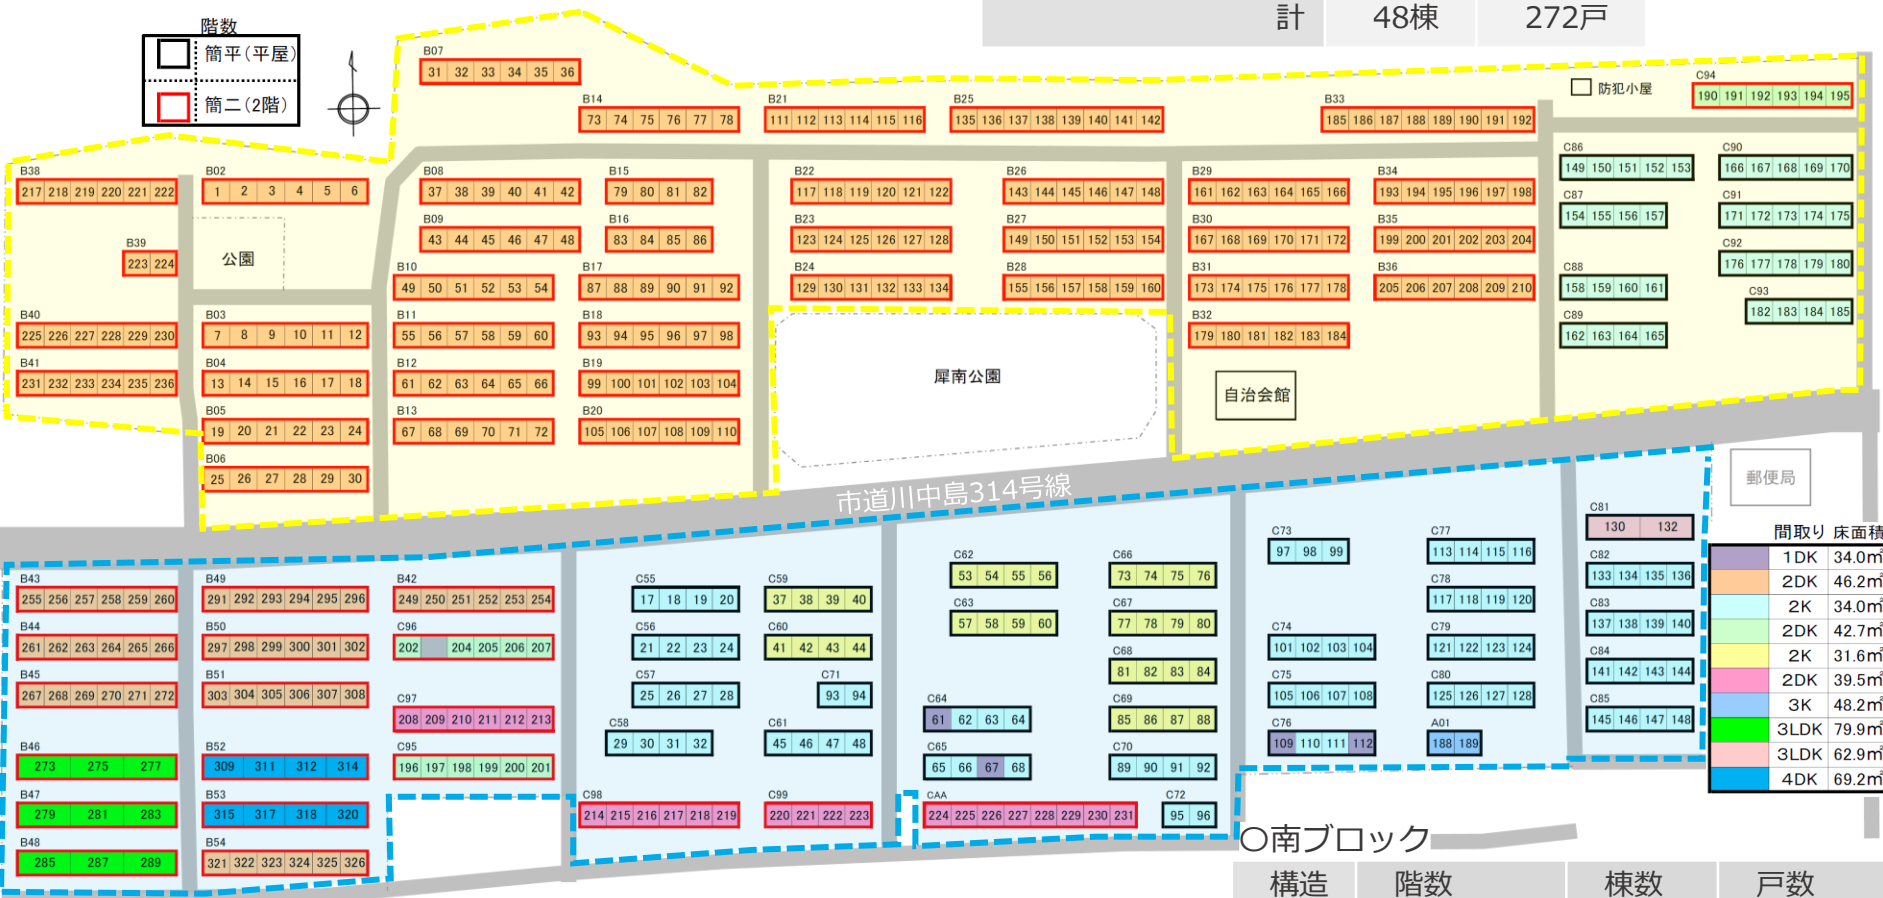 計 48棟 272戸
階数
簡平(平屋)
簡二(2階)
B07
31 32 33 34 35 36
B14
73 74 75 76 77 78
B21
111 112 113 114 115 116
B25
135 136 137 138 139 140 141 142
B33
185 186 187 188 189 190 191 192
防犯小屋
C94
190 191 192 193 194 195
B38
217 218 219 220 221 222
B02
1 2 3 4 5 6
B08
37 38 39 40 41 42
B15
79 80 81 82
B22
117 118 119 120 121 122
B26
143 144 145 146 147 148
B29
161 162 163 164 165 166
B34
193 194 195 196 197 198
C86
149 150 151 152 153
C90
166 167 168 169 170
B09
43 44 45 46 47 48
B16
83 84 85 86
B23
123 124 125 126 127 128
B27
149 150 151 152 153 154
B30
167 168 169 170 171 172
B35
199 200 201 202 203 204
C87
154 155 156 157
C91
171 172 173 174 175
B39
223 224
公園
B10
49 50 51 52 53 54
B17
87 88 89 90 91 92
B24
129 130 131 132 133 134
B28
155 156 157 158 159 160
B31
173 174 175 176 177 178
B36
205 206 207 208 209 210
C88
158 159 160 161
C92
176 177 178 179 180
C93
182 183 184 185
B40
225 226 227 228 229 230
B03
7 8 9 10 11 12
B11
55 56 57 58 59 60
B18
93 94 95 96 97 98
B32
179 180 181 182 183 184
C89
162 163 164 165
B41
231 232 233 234 235 236
B04
13 14 15 16 17 18
B12
61 62 63 64 65 66
B19
99 100 101 102 103 104
犀南公園
自治会館
B05
19 20 21 22 23 24
B13
67 68 69 70 71 72
B20
105 106 107 108 109 110
B06
25 26 27 28 29 30
市道川中島314号線
郵便局
B43
255 256 257 258 259 260
B49
291 292 293 294 295 296
B42
249 250 251 252 253 254
C55
17 18 19 20
C59
37 38 39 40
C62
53 54 55 56
C66
73 74 75 76
C73
97 98 99
C77
113 114 115 116
C81
130 132
C82
133 134 135 136
B44
261 262 263 264 265 266
B50
297 298 299 300 301 302
C96
202 204 205 206 207
C56
21 22 23 24
C60
41 42 43 44
C63
57 58 59 60
C67
77 78 79 80
C74
101 102 103 104
C78
117 118 119 120
C79
121 122 123 124
C83
137 138 139 140
B45
267 268 269 270 271 272
B51
303 304 305 306 307 308
C97
208 209 210 211 212 213
C57
25 26 27 28
C71
93 94
C68
81 82 83 84
C75
105 106 107 108
C80
125 126 127 128
C84
141 142 143 144
C58
29 30 31 32
C61
45 46 47 48
C64
61 62 63 64
C69
85 86 87 88
C76
109 110 111 112
A01
188 189
C85
145 146 147 148
B46
273 275 277
B52
309 311 312 314
C95
196 197 198 199 200 201
C65
65 66 67 68
C70
89 90 91 92
B47
279 281 283
B53
315 317 318 320
C98
214 215 216 217 218 219
C99
220 221 222 223
CAA
224 225 226 227 228 229 230 231
C72
95 96
B48
285 287 289
B54
321 322 323 324 325 326
間取り 床面積
1DK 34.0㎡
2DK 46.2㎡
2K 34.0㎡
2DK 42.7㎡
2K 31.6㎡
2DK 39.5㎡
3K 48.2㎡
3LDK 79.9㎡
3LDK 62.9㎡
4DK 69.2㎡
○南ブロック
構造 階数 棟数 戸数